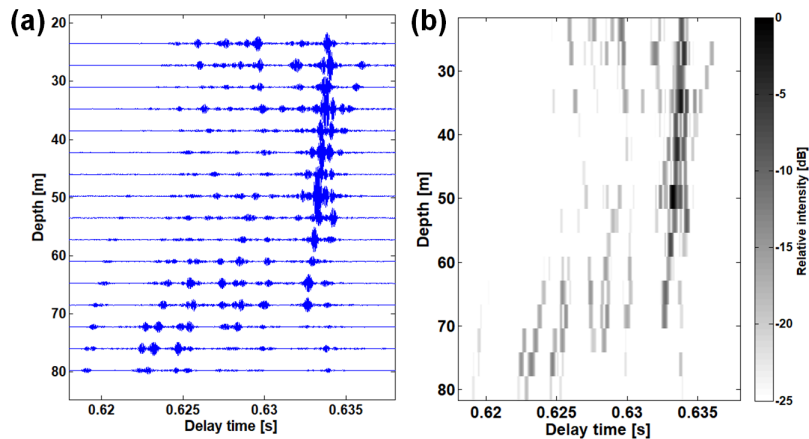 (a)
20
30
40
50
60
70
80
Depth [m]
0.62 0.625 0.63 0.635
Delay time [s]
(b)
30
40
50
60
70
80
Depth [m]
0.62 0.625 0.63 0.635
Delay time [s]
0
-5
-10
-15
-20
-25
Relative intensity [dB]